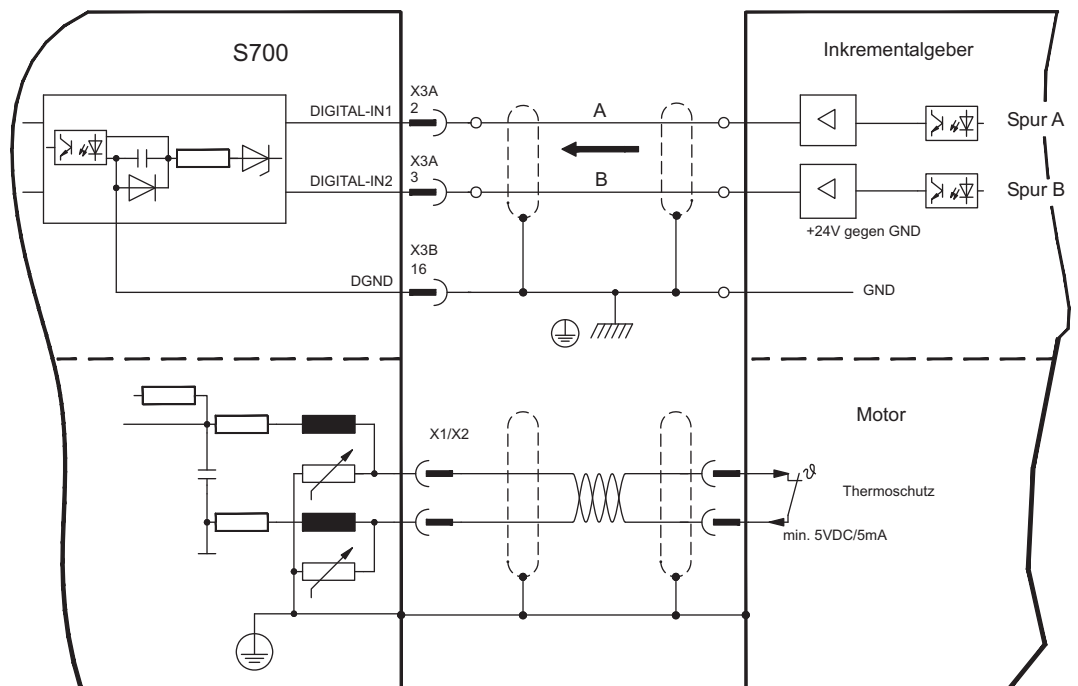 S700
Inkrementalgeber
X3A
2
DIGITAL-IN1
A
Spur A
X3A
3
DIGITAL-IN2
B
Spur B
+24V gegen GND
X3B
16
DGND
GND
Motor
X1/X2
ϑ
Thermoschutz
min. 5VDC/5mA